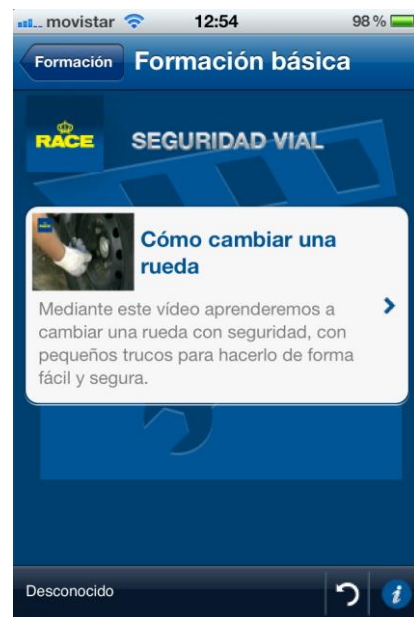 movistar 12:54 98 %
Formación Formación básica
RACE SEGURIDAD VIAL
Cómo cambiar una
rueda
Mediante este vídeo aprenderemos a
cambiar una rueda con seguridad, con
pequeños trucos para hacerlo de forma
fácil y segura.
Desconocido i